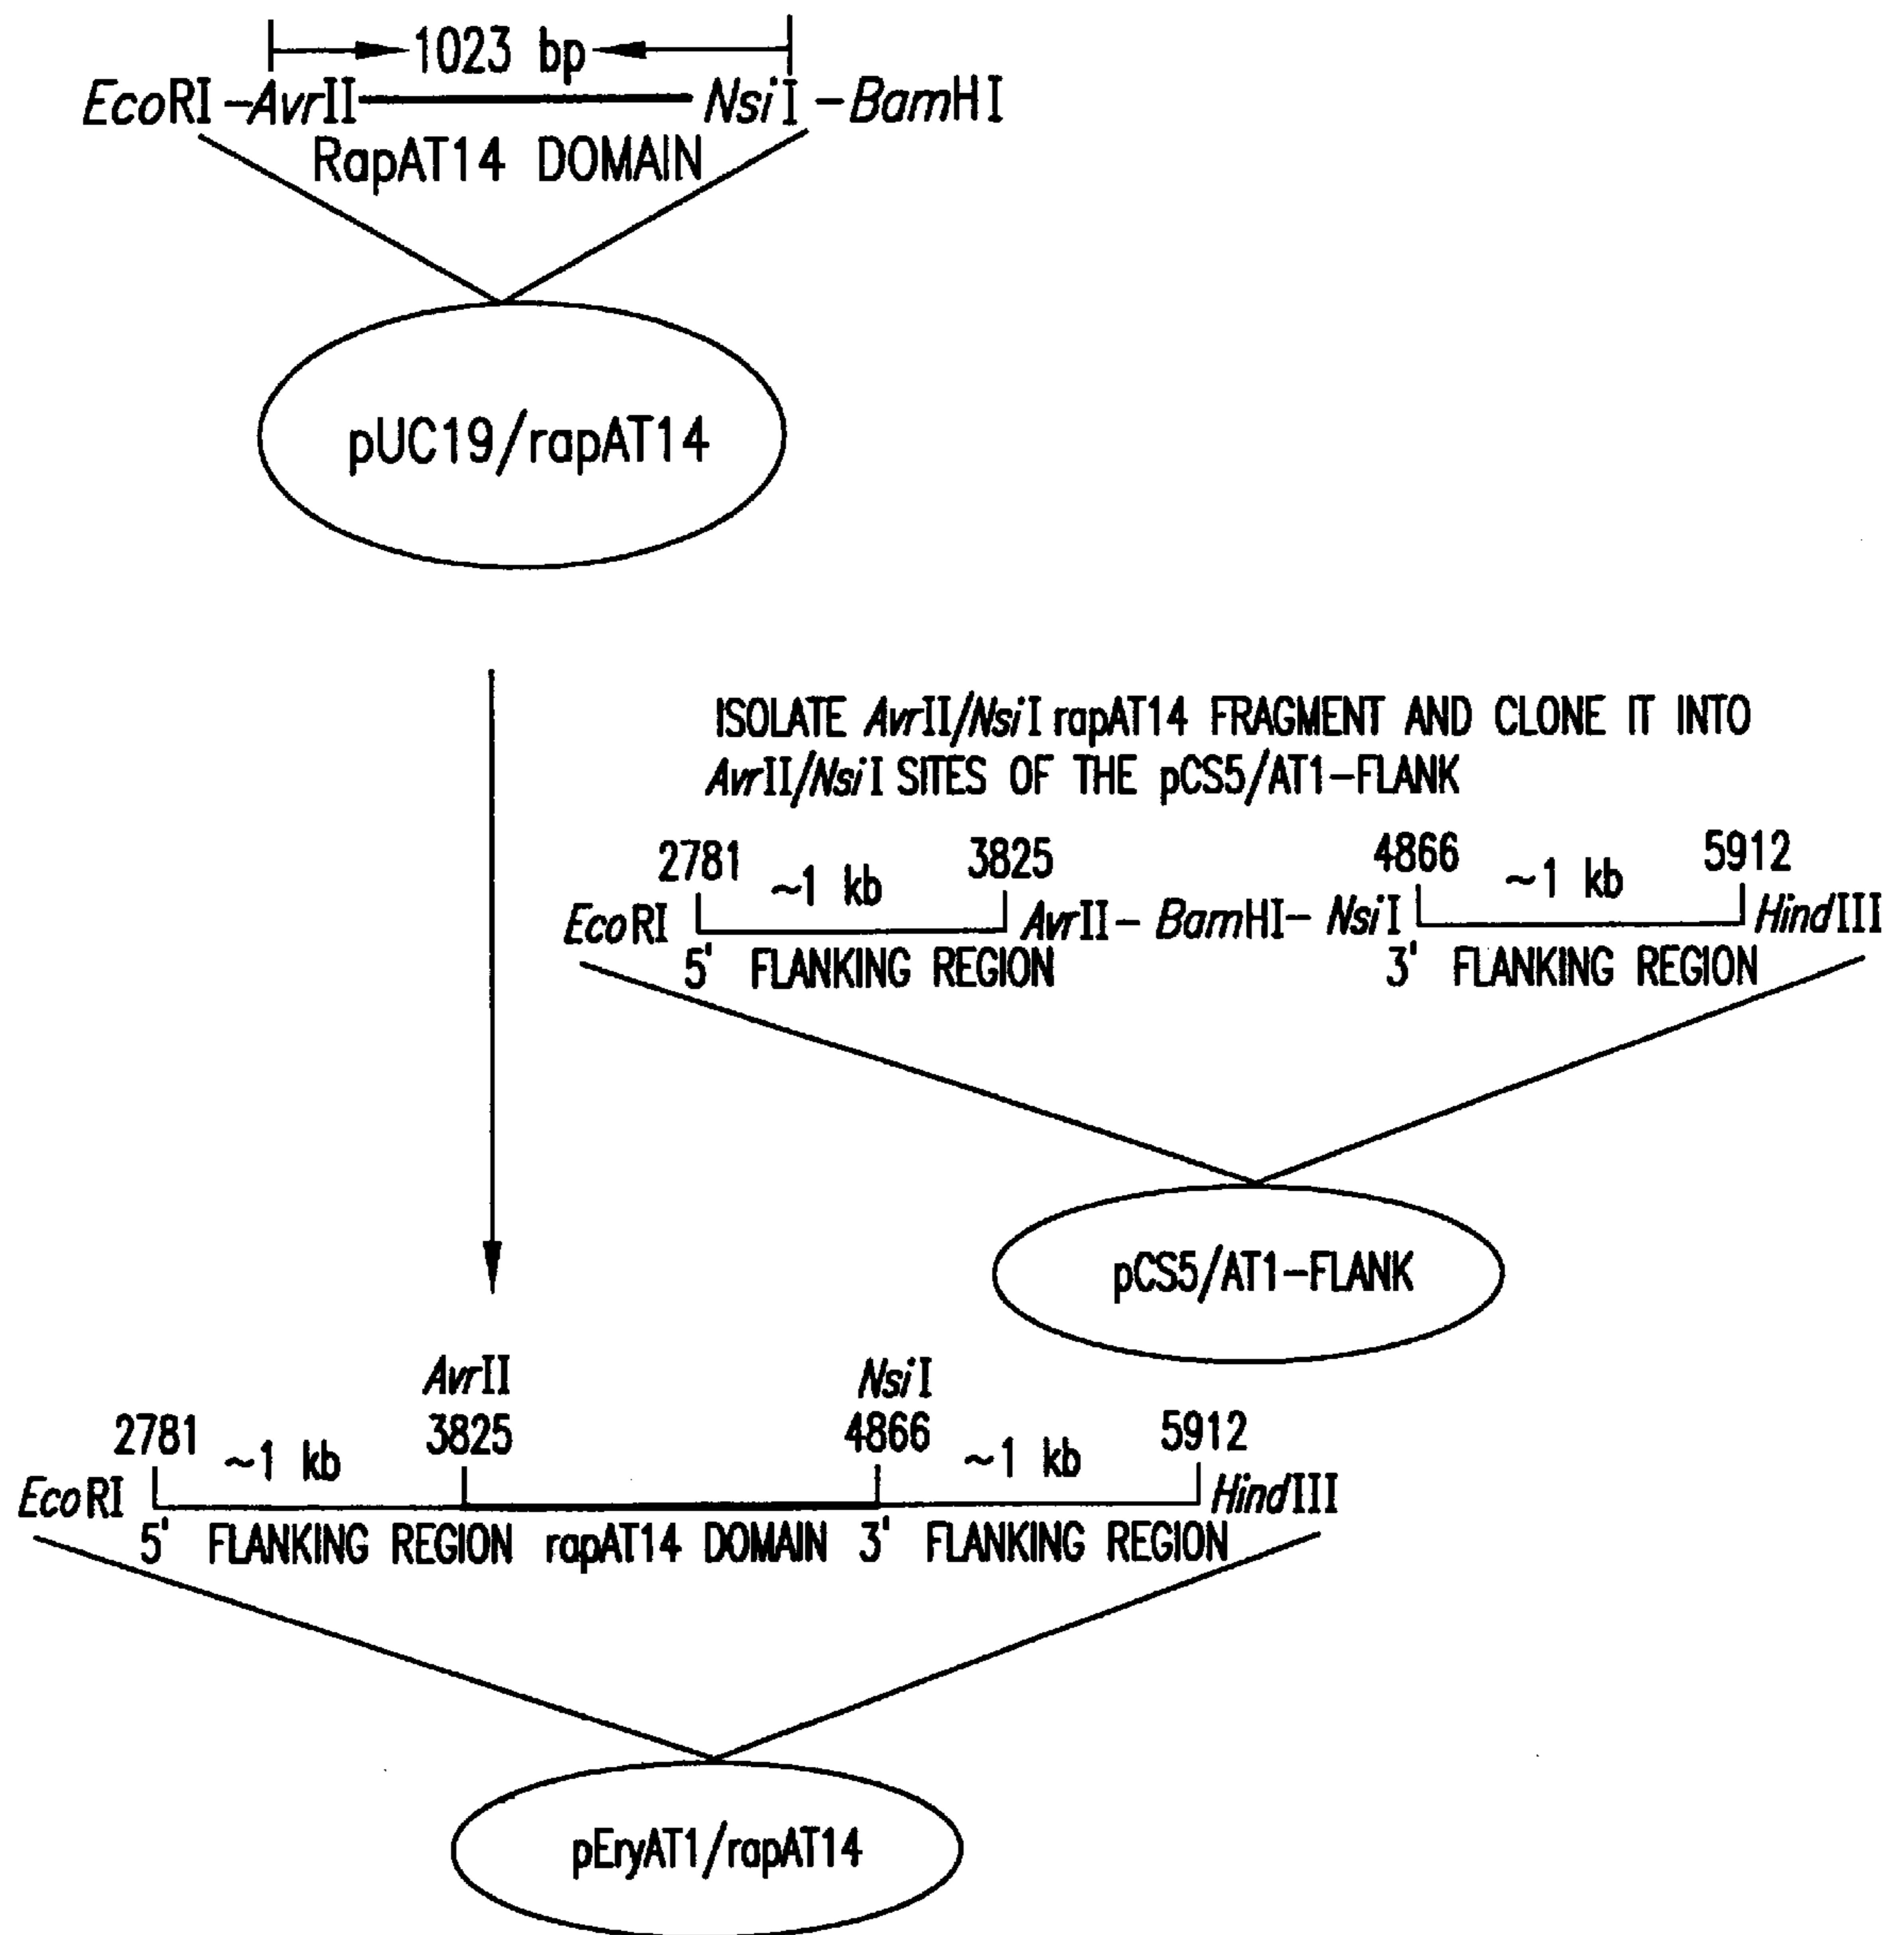 1023 bp
EcoRI-AvrII NsiI-BamHI
RapAT14 DOMAIN
pUC19/rapAT14
ISOLATE AvrII/NsiI rapAT14 FRAGMENT AND CLONE IT INTO
AvrII/NsiI SITES OF THE pCS5/AT1-FLANK
2781 ~1 kb 3825 4866 ~1 kb 5912
EcoRI AvrII- BamHI- NsiI HindIII
5' FLANKING REGION 3' FLANKING REGION
pCS5/AT1-FLANK
AvrII NsiI
2781 ~1 kb 3825 4866 ~1 kb 5912
EcoRI HindIII
5' FLANKING REGION rapAT14 DOMAIN 3' FLANKING REGION
pEryAT1/rapAT14